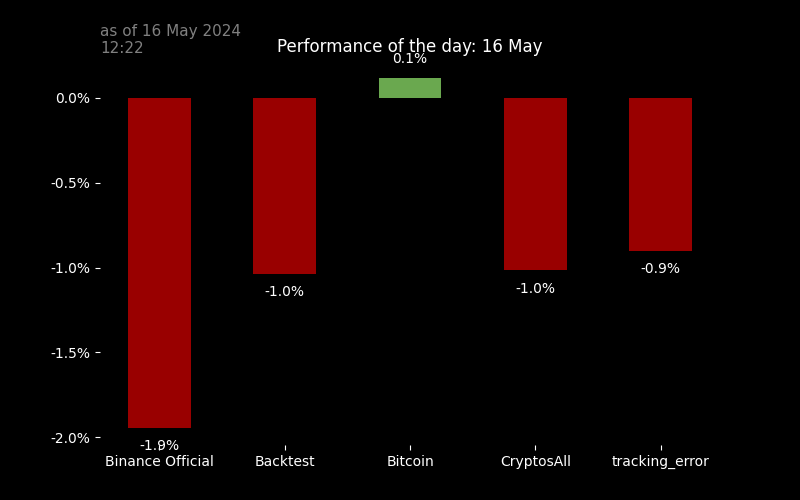 as of 16 May 2024
12:22
Performance of the day: 16 May
0.1%
0.0%
-0.5%
-1.0%
-1.5%
-2.0%
-1.9%
-1.0%
-1.0%
-0.9%
Binance Official
Backtest
Bitcoin
CryptosAll
tracking_error